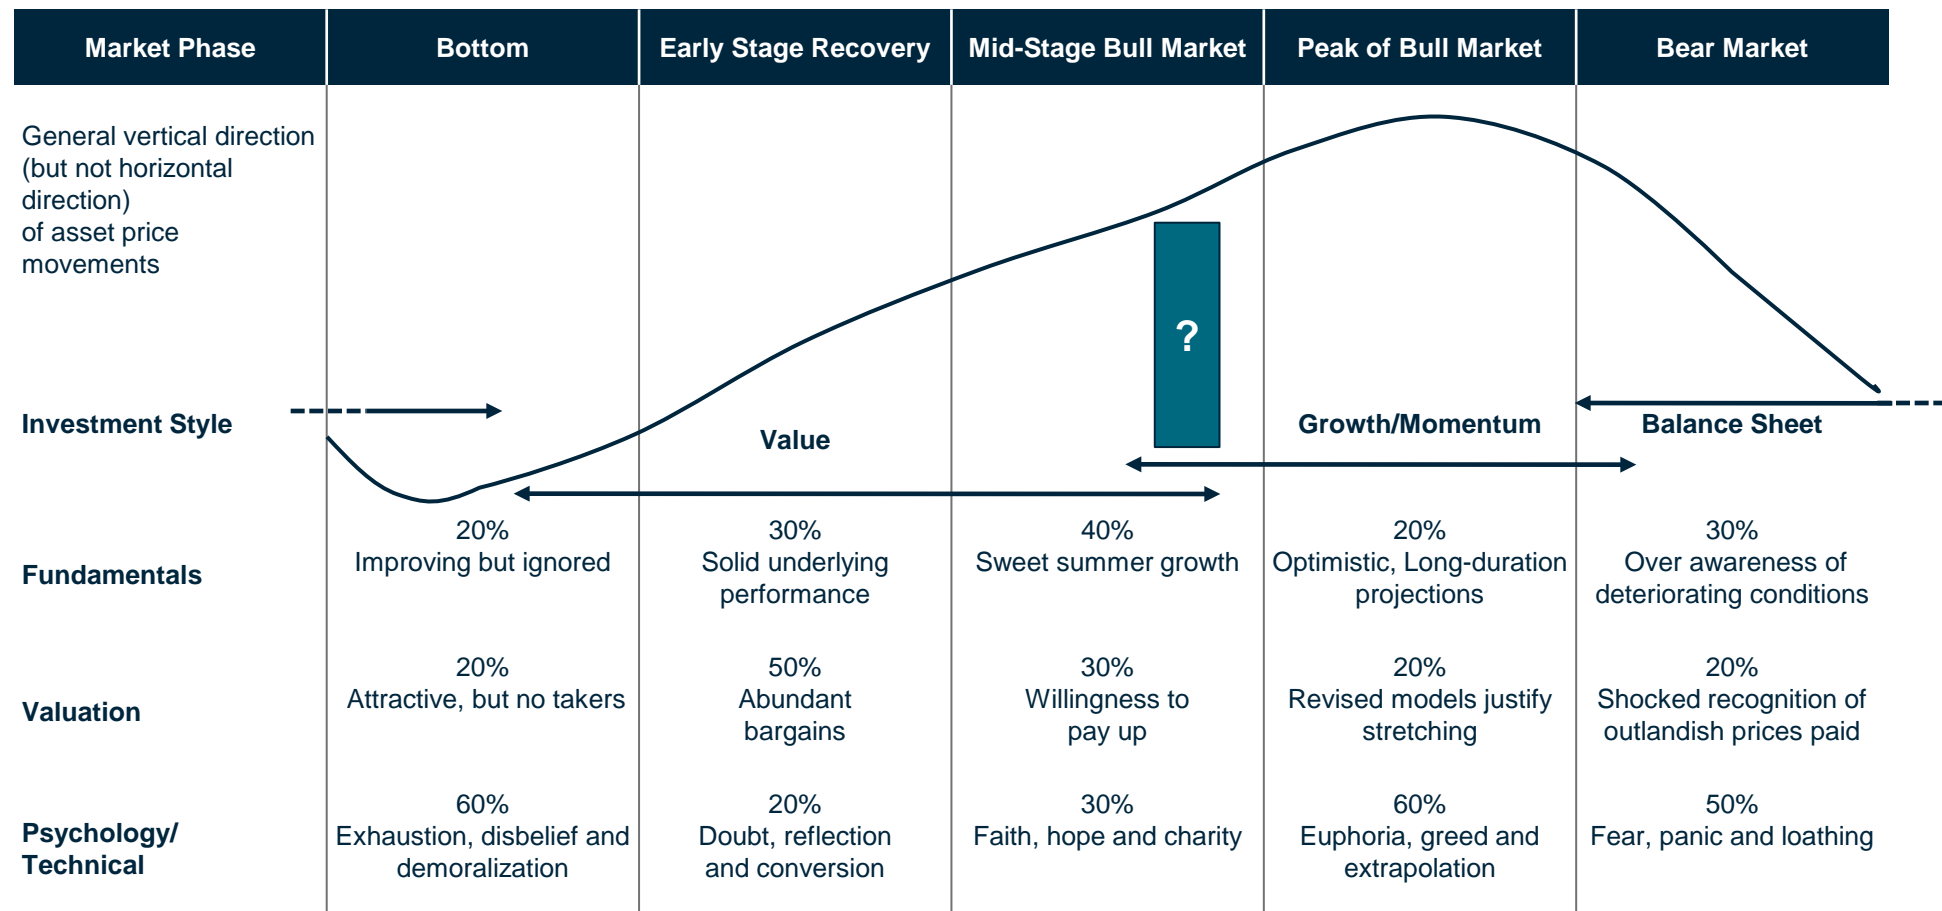 Market Phase
Bottom
Early Stage Recovery
Mid-Stage Bull Market
Peak of Bull Market
Bear Market
General vertical direction
(but not horizontal
direction)
of asset price
movements
?
Investment Style
Value
Growth/Momentum
Balance Sheet
Fundamentals
20%
Improving but ignored
30%
Solid underlying
performance
40%
Sweet summer growth
20%
Optimistic, Long-duration
projections
30%
Over awareness of
deteriorating conditions
Valuation
20%
Attractive, but no takers
50%
Abundant
bargains
30%
Willingness to
pay up
20%
Revised models justify
stretching
20%
Shocked recognition of
outlandish prices paid
Psychology/
Technical
60%
Exhaustion, disbelief and
demoralization
20%
Doubt, reflection
and conversion
30%
Faith, hope and charity
60%
Euphoria, greed and
extrapolation
50%
Fear, panic and loathing